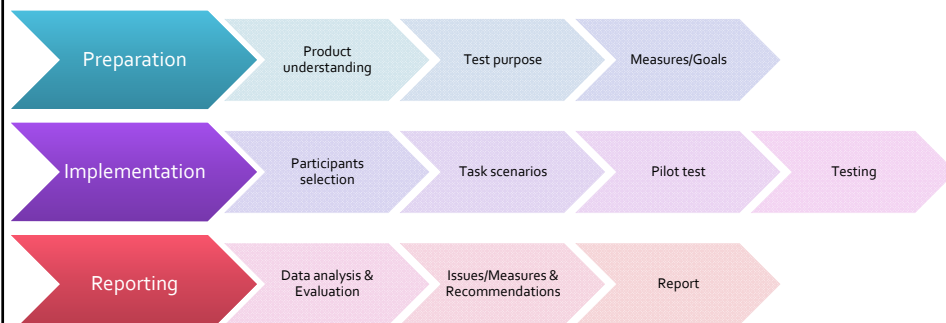 Preparation
Product
understanding
Test purpose
Measures/Goals
Implementation
Participants
selection
Task scenarios
Pilot test
Testing
Reporting
Data analysis &
Evaluation
Issues/Measures &
Recommendations
Report